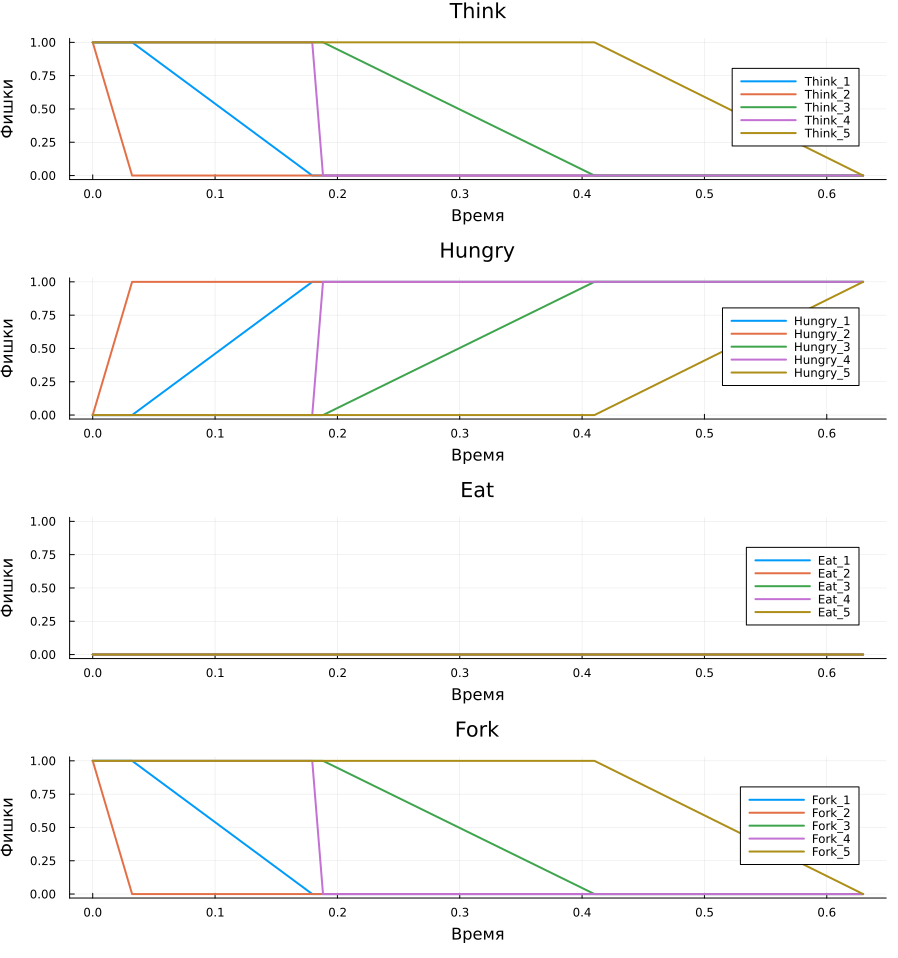 Think
1.00
0.75
0.50
0.25
0.00
Фишки
Think_1
Think_2
Think_3
Think_4
Think_5
0.0 0.1 0.2 0.3 0.4 0.5 0.6
Время
Hungry
1.00
0.75
0.50
0.25
0.00
Фишки
Hungry_1
Hungry_2
Hungry_3
Hungry_4
Hungry_5
0.0 0.1 0.2 0.3 0.4 0.5 0.6
Время
Eat
1.00
0.75
0.50
0.25
0.00
Фишки
Eat_1
Eat_2
Eat_3
Eat_4
Eat_5
0.0 0.1 0.2 0.3 0.4 0.5 0.6
Время
Fork
1.00
0.75
0.50
0.25
0.00
Фишки
Fork_1
Fork_2
Fork_3
Fork_4
Fork_5
0.0 0.1 0.2 0.3 0.4 0.5 0.6
Время